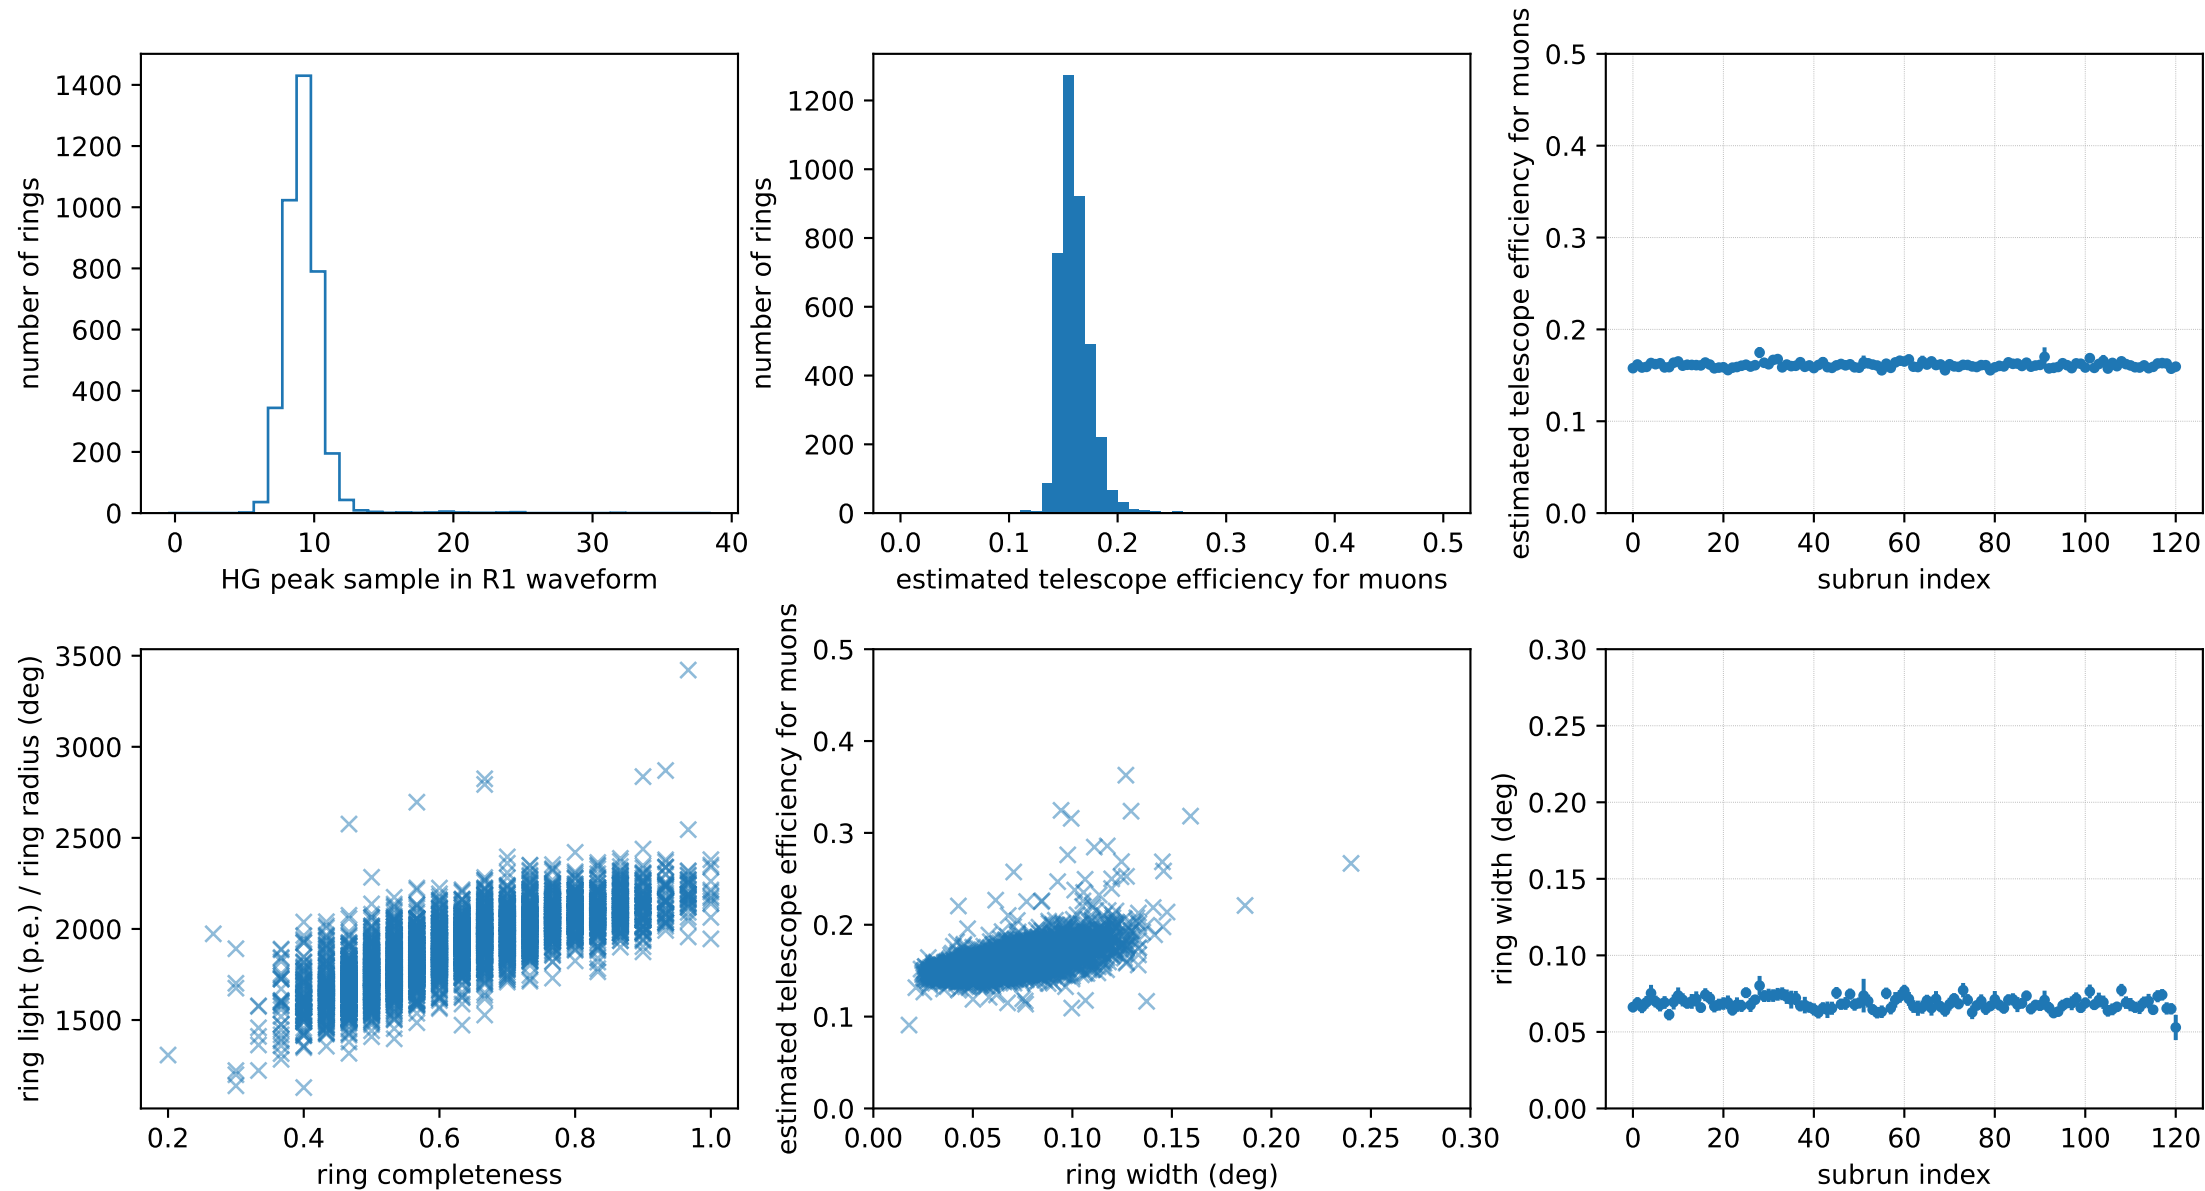 number of rings
1400
1200
1000
800
600
400
200
0
0 10 20 30 40
HG peak sample in R1 waveform
number of rings
1200
1000
800
600
400
200
0
0.0 0.1 0.2 0.3 0.4 0.5
estimated telescope efficiency for muons
estimated telescope efficiency for muons
0.5
0.4
0.3
0.2
0.1
0.0
0 20 40 60 80 100 120
subrun index
ring light (p.e.) / ring radius (deg)
3500
3000
2500
2000
1500
0.2 0.4 0.6 0.8 1.0
ring completeness
estimated telescope efficiency for muons
0.5
0.4
0.3
0.2
0.1
0.0
0.00 0.05 0.10 0.15 0.20 0.25 0.30
ring width (deg)
ring width (deg)
0.30
0.25
0.20
0.15
0.10
0.05
0.00
0 20 40 60 80 100 120
subrun index